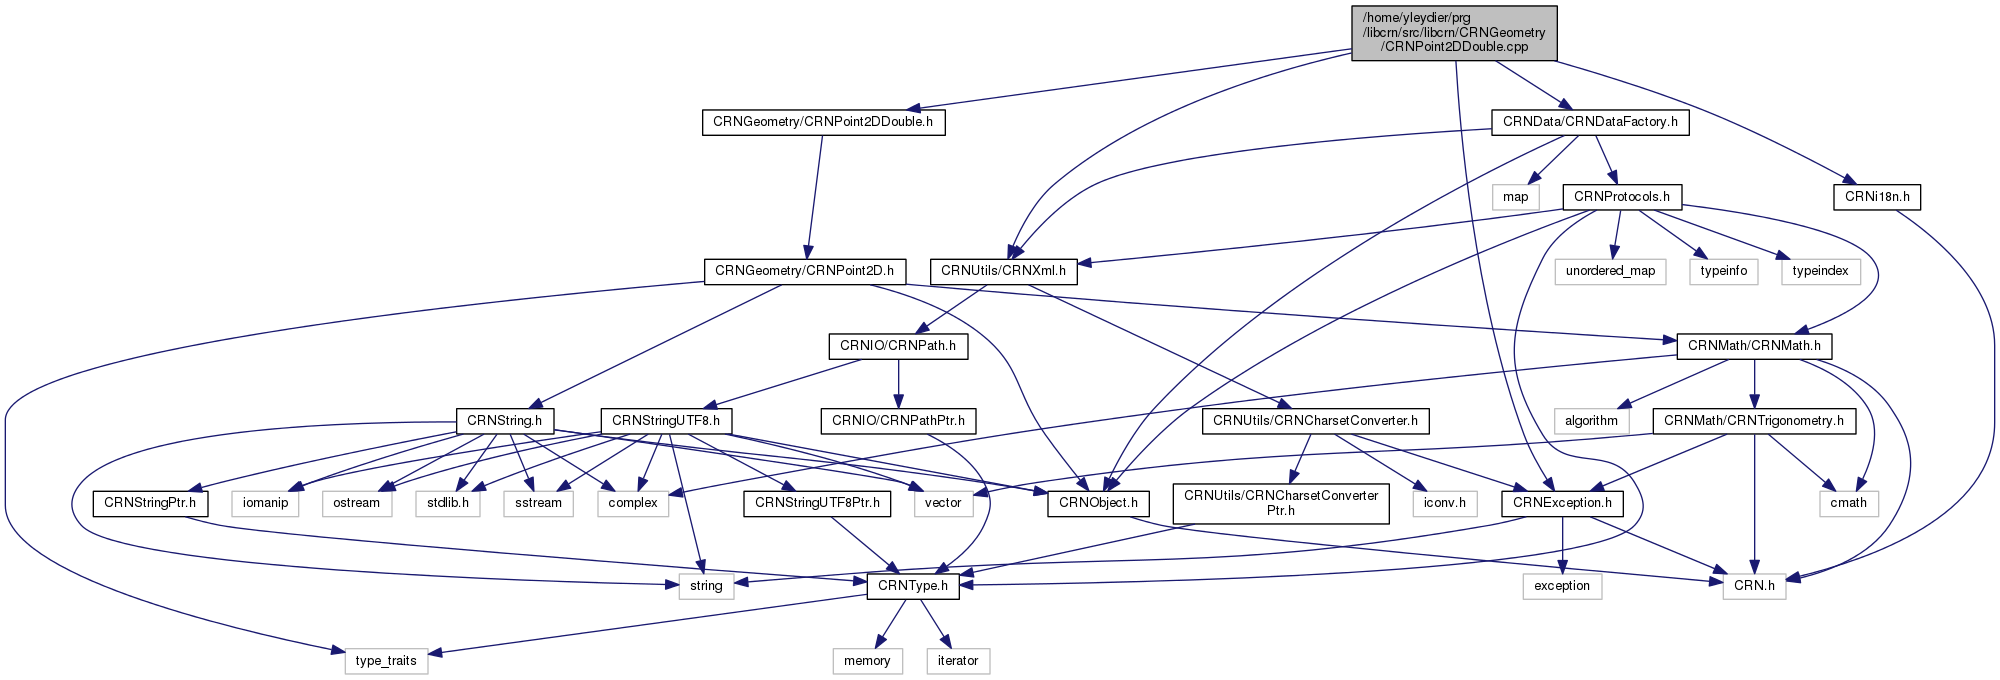 /home/yleydier/prg
/libcrn/src/libcrn/CRNGeometry
/CRNPoint2DDouble.cpp
CRNGeometry/CRNPoint2DDouble.h
CRNData/CRNDataFactory.h
map
CRNProtocols.h
CRNi18n.h
CRNGeometry/CRNPoint2D.h
CRNUtils/CRNXml.h
unordered_map
typeinfo
typeindex
CRNIO/CRNPath.h
CRNMath/CRNMath.h
CRNString.h
CRNStringUTF8.h
CRNIO/CRNPathPtr.h
CRNUtils/CRNCharsetConverter.h
algorithm
CRNMath/CRNTrigonometry.h
CRNStringPtr.h
iomanip
ostream
stdlib.h
sstream
complex
CRNStringUTF8Ptr.h
vector
CRNObject.h
CRNUtils/CRNCharsetConverter
Ptr.h
iconv.h
CRNException.h
cmath
string
CRNType.h
exception
CRN.h
type_traits
memory
iterator